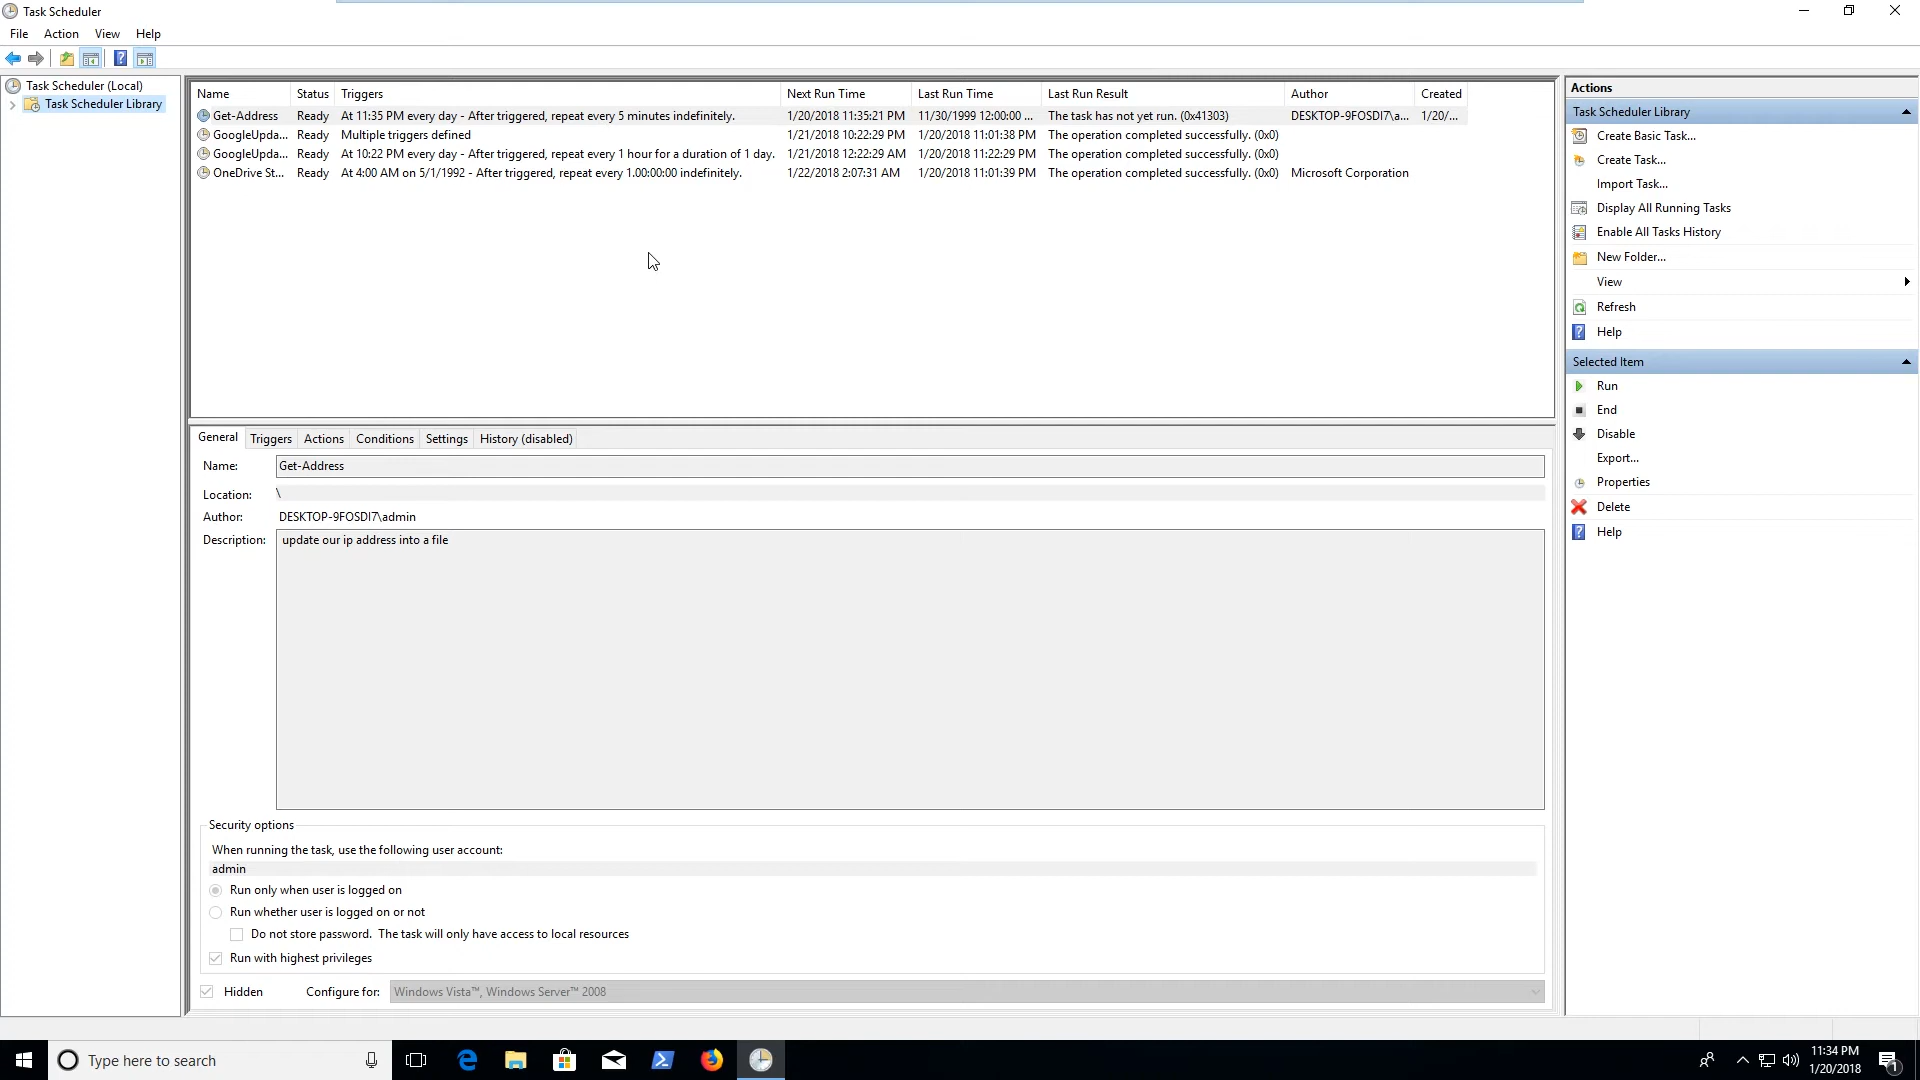 Task Scheduler
File Action View Help
Task Scheduler (Local)
Task Scheduler Library
Name Status Triggers Next Run Time Last Run Time Last Run Result Author Created
Get-Address Ready At 11:35 PM every day - After triggered, repeat every 5 minutes indefinitely. 1/20/2018 11:35:21 PM 11/30/1999 12:00:00 ... The task has not yet run. (0x41303) DESKTOP-9FOSDI7\a... 1/20/...
GoogleUpda... Ready Multiple triggers defined 1/21/2018 10:22:29 PM 1/20/2018 11:01:38 PM The operation completed successfully. (0x0)
GoogleUpda... Ready At 10:22 PM every day - After triggered, repeat every 1 hour for a duration of 1 day. 1/21/2018 12:22:29 AM 1/20/2018 11:22:29 PM The operation completed successfully. (0x0)
OneDrive St... Ready At 4:00 AM on 5/1/1992 - After triggered, repeat every 1.00:00:00 indefinitely. 1/22/2018 2:07:31 AM 1/20/2018 11:01:39 PM The operation completed successfully. (0x0) Microsoft Corporation
General Triggers Actions Conditions Settings History (disabled)
Name: Get-Address
Location: \
Author: DESKTOP-9FOSDI7\admin
Description: update our ip address into a file
Security options
When running the task, use the following user account:
admin
Run only when user is logged on
Run whether user is logged on or not
Do not store password. The task will only have access to local resources
Run with highest privileges
Hidden Configure for: Windows Vista™, Windows Server™ 2008
Actions
Task Scheduler Library
Create Basic Task...
Create Task...
Import Task...
Display All Running Tasks
Enable All Tasks History
New Folder...
View
Refresh
Help
Selected Item
Run
End
Disable
Export...
Properties
Delete
Help
Type here to search
11:34 PM
1/20/2018
1